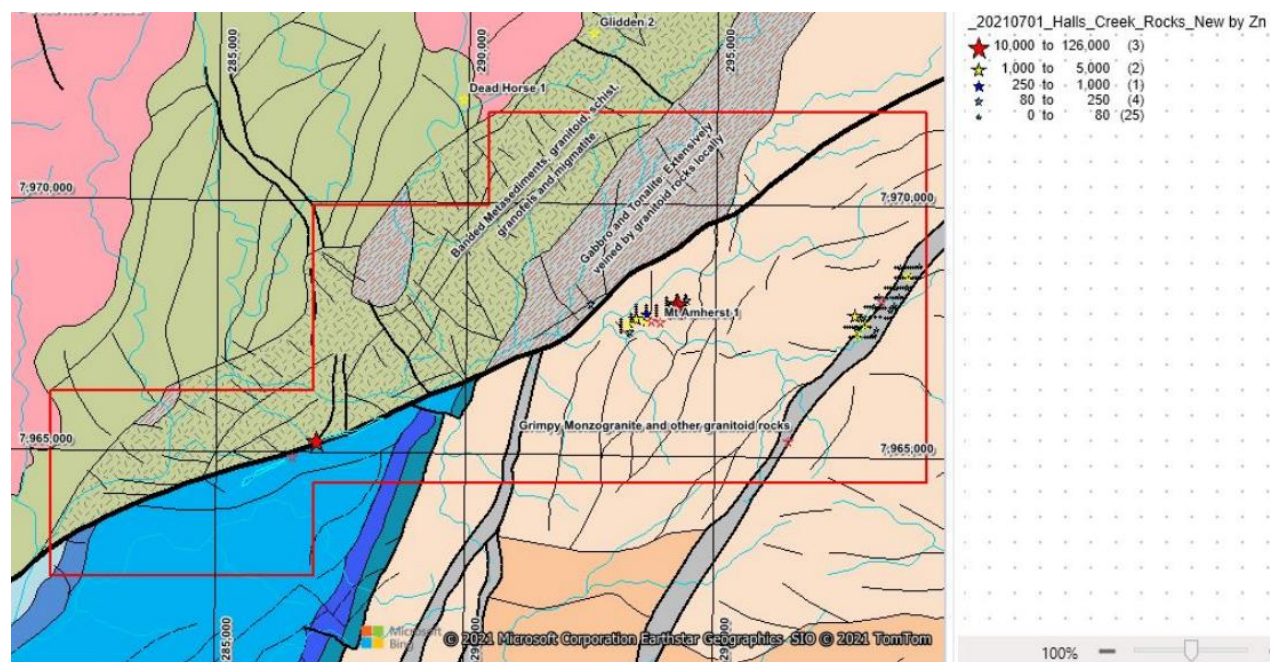 _20210701_Halls_Creek_Rocks_New by Zn
10,000 to 126,000 (3)
1,000 to 5,000 (2)
250 to 1,000 (1)
80 to 250 (4)
0 to 80 (25)
Glidden 2
285,000
290,000
295,000
Dead Horse 1
Banded Metasediments, granitoid, schist,
granofels and migmatite
Gabbro and Tonalite. Extensively
veined by granitoid rocks locally
7,970,000
7,970,000
Mt Amherst 1
Grimpy Monzogranite and other granitoid rocks
7,965,000
7,965,000
285,000
290,000
295,000
Microsoft
Bing
© 2021 Microsoft Corporation Earthstar Geographics SIO © 2021 TomTom
100%